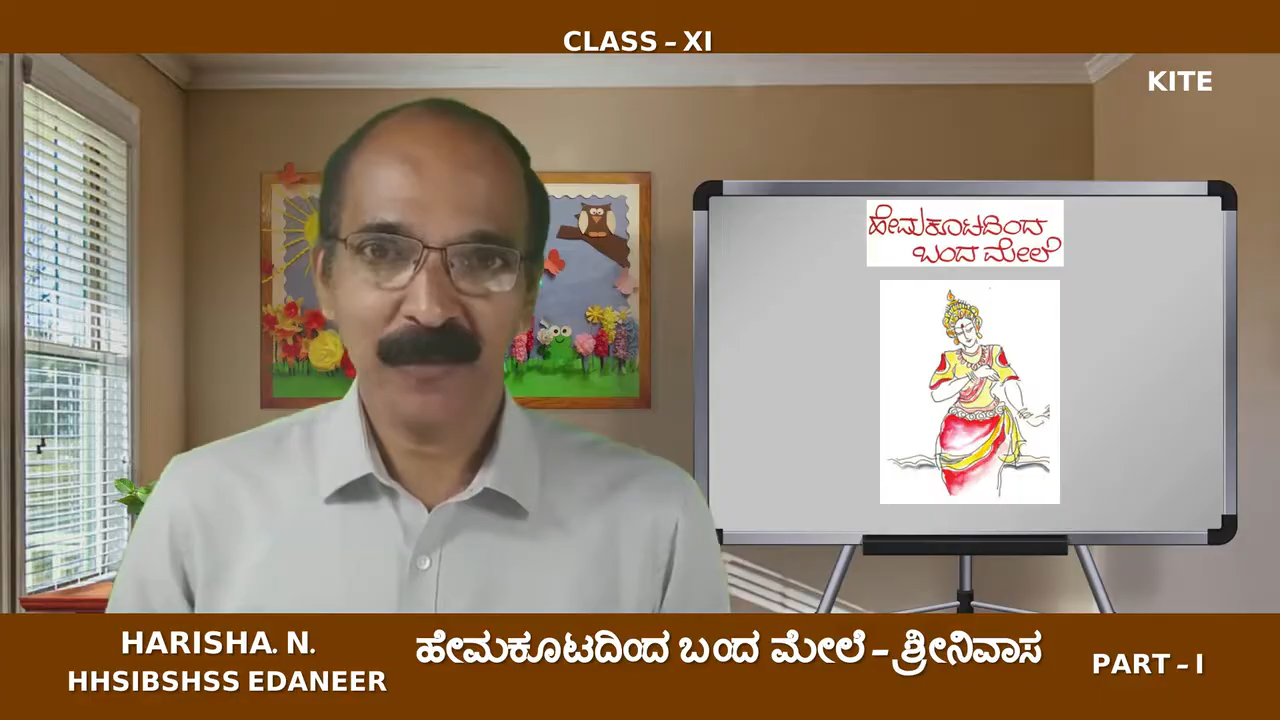 CLASS – XI
KITE
ಹೇಮಕೂಟದಿಂದ
ಬಂದ ಮೇಲೆ
HARISHA. N.
HHSIBSHSS EDANEER
ಹೇಮಕೂಟದಿಂದ ಬಂದ ಮೇಲೆ – ಶ್ರೀನಿವಾಸ
PART – I